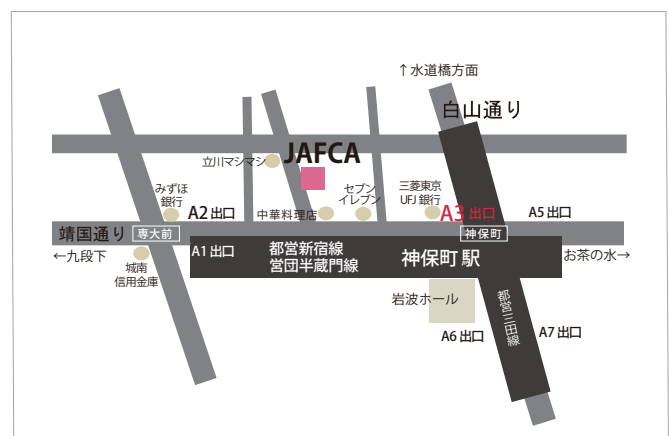 ↑水道橋方面
白山通り
立川マシマシ
JAFCA
みずほ
銀行
A2 出口
中華料理店
セブン
イレブン
三菱東京
UFJ 銀行
A3 出口
A5 出口
靖国通り
専大前
神保町
←九段下
A1 出口
都営新宿線
営団半蔵門線
神保町 駅
お茶の水→
城南
信用金庫
岩波ホール
都営三田線
A6 出口
A7 出口